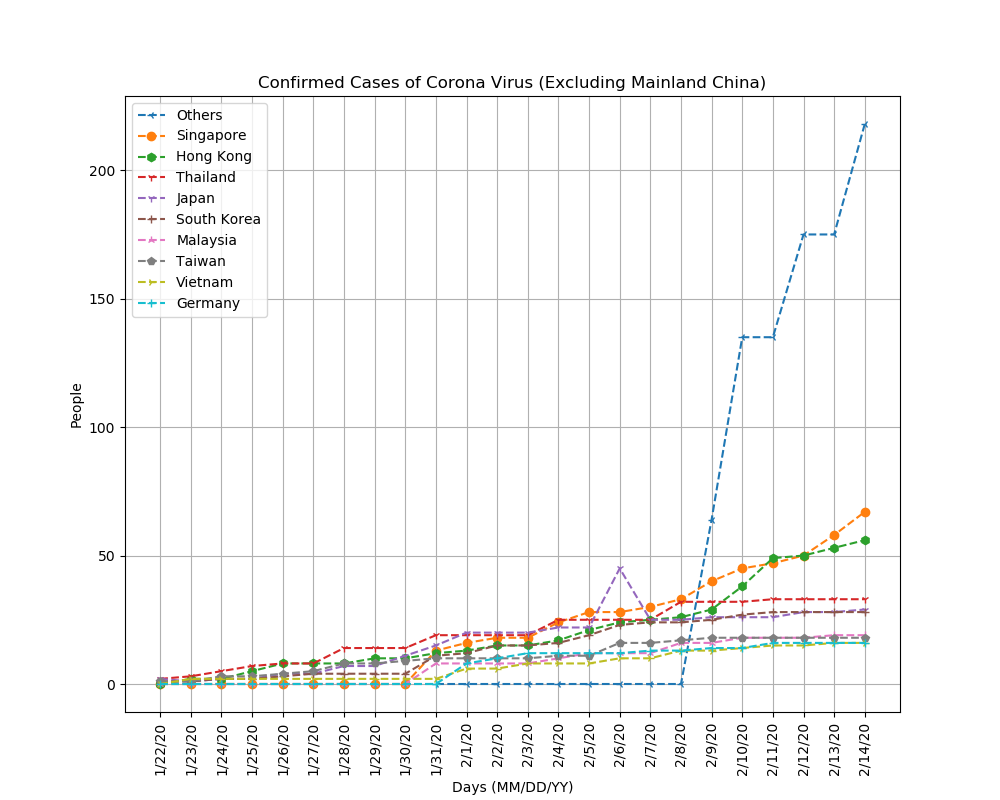 Confirmed Cases of Corona Virus (Excluding Mainland China)
Others
Singapore
Hong Kong
Thailand
Japan
South Korea
Malaysia
Taiwan
Vietnam
Germany
People
200
150
100
50
0
1/22/20
1/23/20
1/24/20
1/25/20
1/26/20
1/27/20
1/28/20
1/29/20
1/30/20
1/31/20
2/1/20
2/2/20
2/3/20
2/4/20
2/5/20
2/6/20
2/7/20
2/8/20
2/9/20
2/10/20
2/11/20
2/12/20
2/13/20
2/14/20
Days (MM/DD/YY)